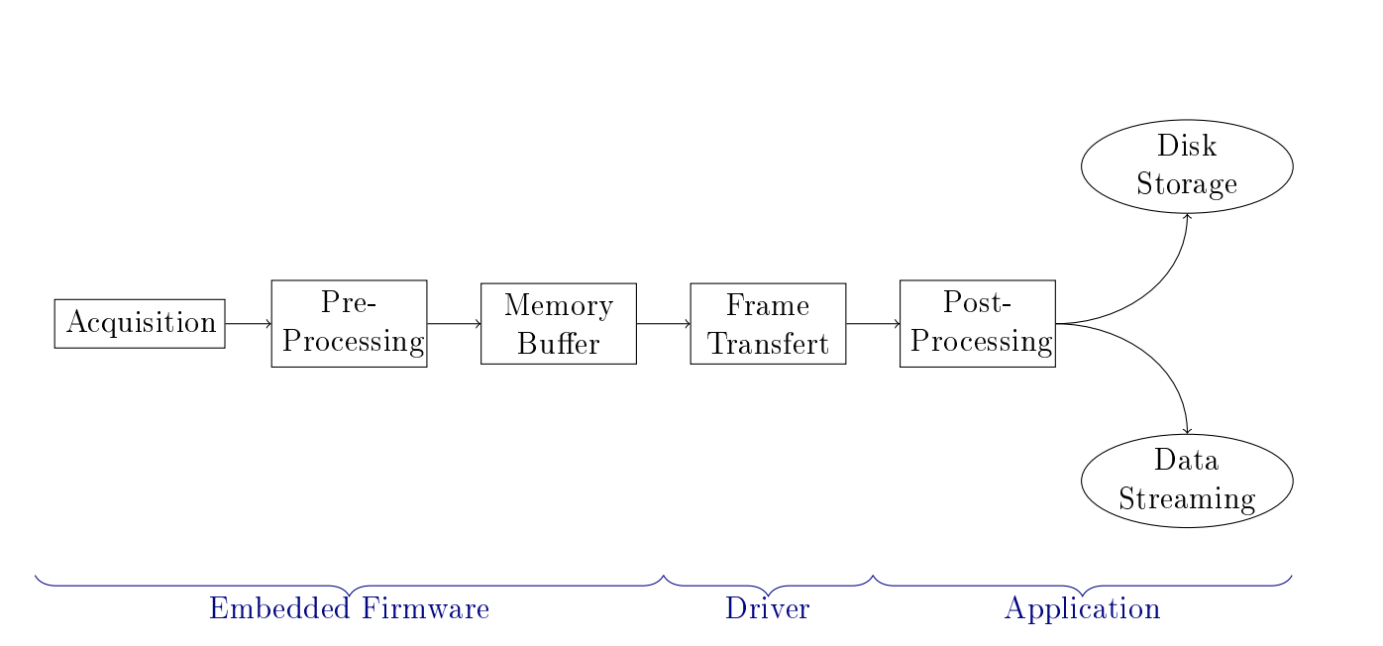 Disk
Storage
Acquisition
Pre-
Processing
Memory
Buffer
Frame
Transfert
Post-
Processing
Data
Streaming
Embedded Firmware
Driver
Application